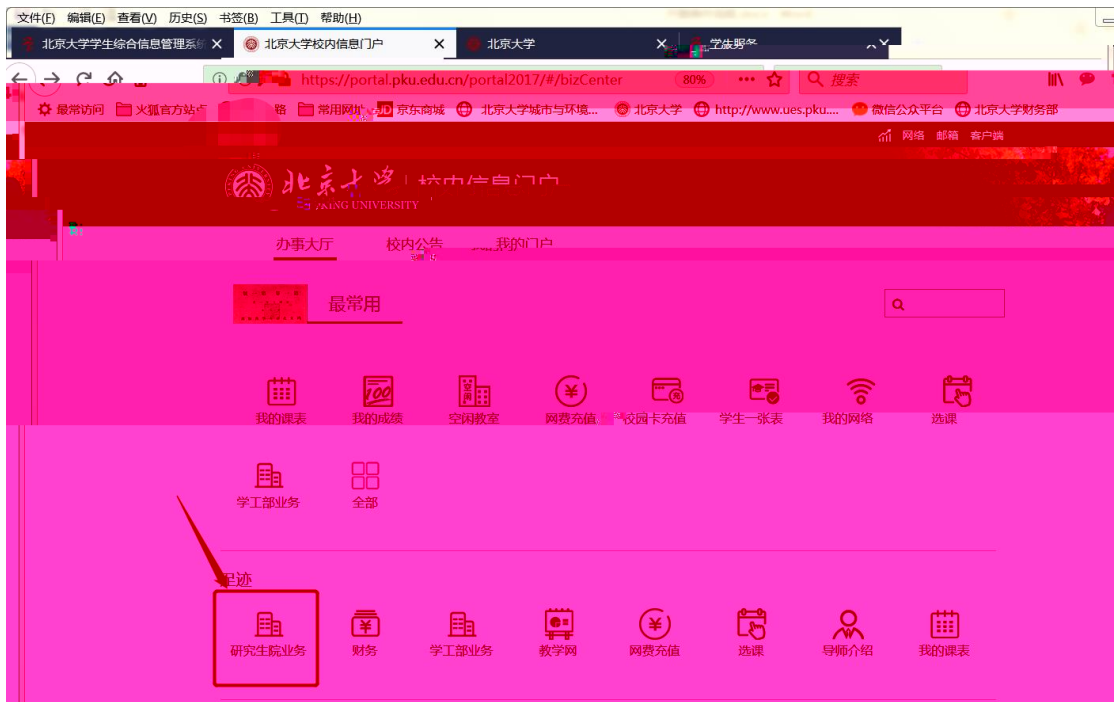 文件(F) 编辑(E) 查看(V) 历史(S) 书签(B) 工具(T) 帮助(H)
北京大学学生综合信息管理系统 北京大学校内信息门户 北京大学
https://portal.pku.edu.cn/portal2017/#/bizCenter 80% 搜索
最常访问 火狐官方站点 常用网址 JD 京东商城 北京大学城市与环境... 北京大学 http://www.ues.pku.... 微信公众平台 北京大学财务部
网络 邮箱 客户端
北京大学 校内信息门户
PEKING UNIVERSITY
办事大厅 校内公告 我的门户
最常用
我的课表 我的成绩 空闲教室 网费充值 校园卡充值 学生一张表 我的网络 选课
学工部业务 全部
足迹
研究生院业务 财务 学工部业务 教学网 网费充值 选课 导师介绍 我的课表